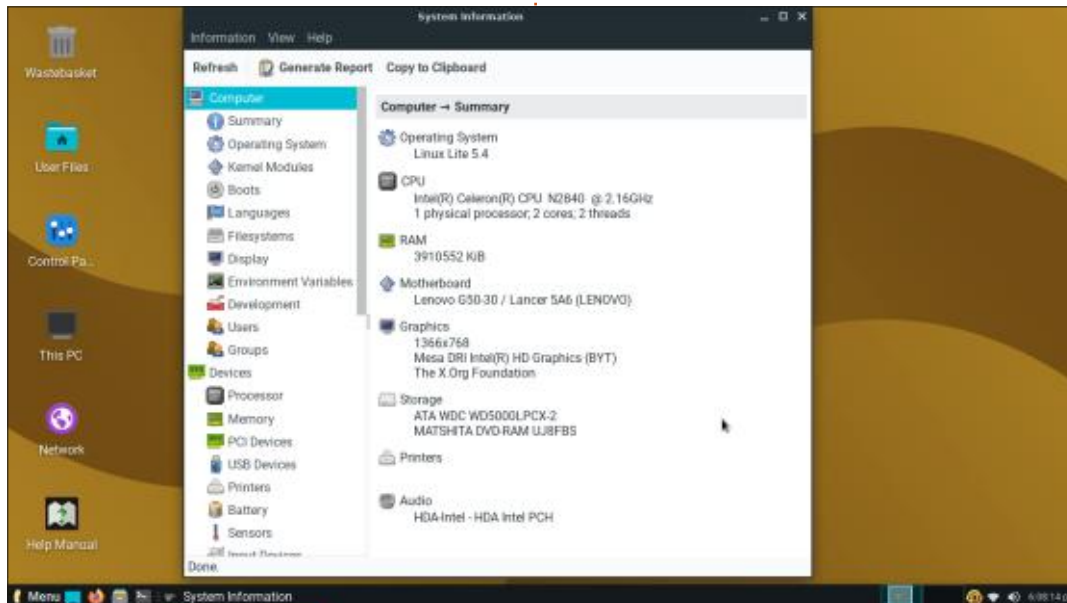 System Information
Information View Help
Refresh Generate Report Copy to Clipboard
Wastebasket
User Files
Control Pa...
This PC
Network
Help Manual
Computer
Summary
Operating System
Kernel Modules
Boots
Languages
Filesystems
Display
Environment Variables
Development
Users
Groups
Devices
Processor
Memory
PCI Devices
USB Devices
Printers
Battery
Sensors
Input Devices
Computer → Summary
Operating System
Linux Lite 5.4
CPU
Intel(R) Celeron(R) CPU N2840 @ 2.16GHz
1 physical processor; 2 cores; 2 threads
RAM
3910552 KiB
Motherboard
Lenovo G50-30 / Lancer 5A6 (LENOVO)
Graphics
1366x768
Mesa DRI Intel(R) HD Graphics (BYT)
The X.Org Foundation
Storage
ATA WDC WD5000LPCX-2
MATSHITA DVD-RAM UJ8FBS
Printers
Audio
HDA-Intel - HDA Intel PCH
Done.
Menu System Information